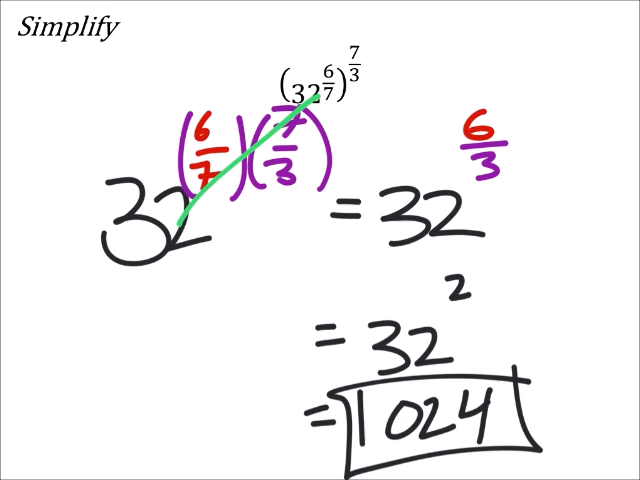 Simplify
(32^{6/7})^{7/3}
32^{(6/7)(7/3)} = 32^{6/3}
= 32^2
= 1024